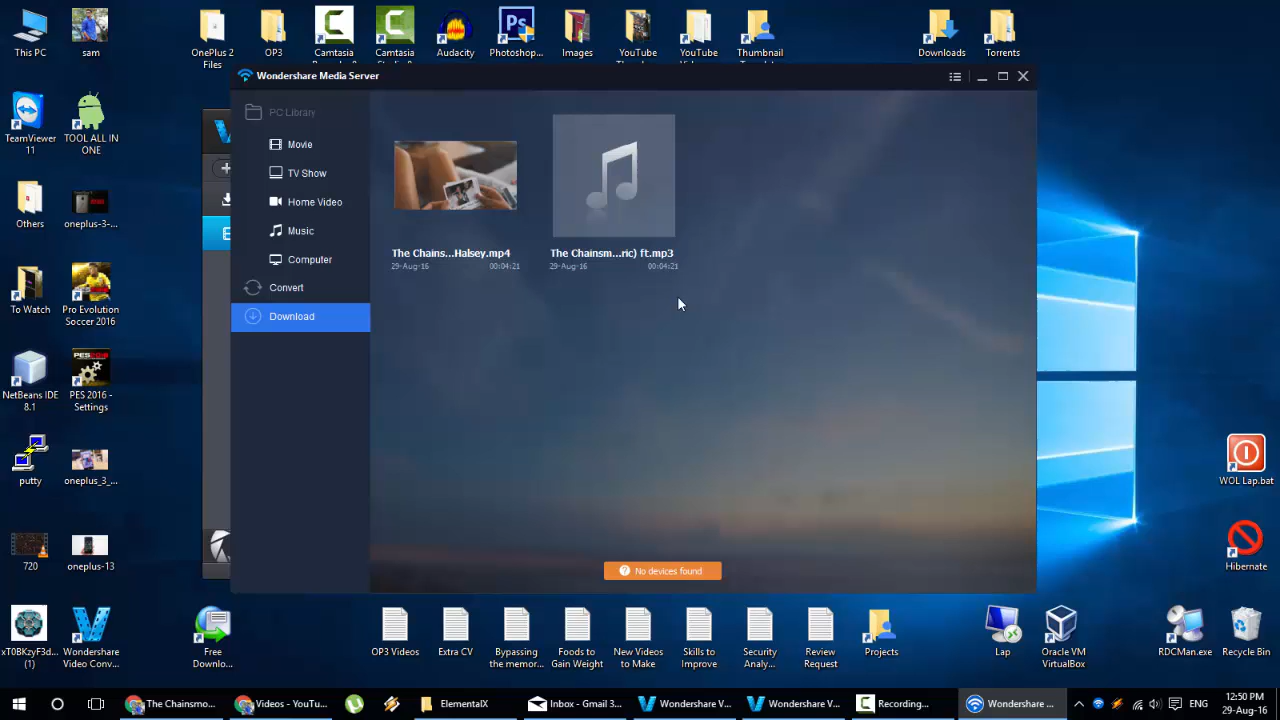 This PC
sam
OnePlus 2
Files
OP3
Camtasia
Camtasia
Audacity
Photoshop...
Images
YouTube
YouTube
Thumbnail
Downloads
Torrents
Wondershare Media Server
PC Library
Movie
TV Show
Home Video
Music
Computer
Convert
Download
The Chains...Halsey.mp4
29-Aug-16
00:04:21
The Chainsm...ric) ft.mp3
29-Aug-16
00:04:21
No devices found
TeamViewer
11
TOOL ALL IN
ONE
Others
oneplus-3-...
To Watch
Pro Evolution
Soccer 2016
NetBeans IDE
8.1
PES2016
PES 2016 -
Settings
putty
oneplus_3_...
720
oneplus-13
WOL Lap.bat
Hibernate
xT0BKzyF3d...
(1)
Wondershare
Video Conv...
Free
Downlo...
OP3 Videos
Extra CV
Bypassing
the memor...
Foods to
Gain Weight
New Videos
to Make
Skills to
Improve
Security
Analy...
Review
Request
Projects
Lap
Oracle VM
VirtualBox
RDCMan.exe
Recycle Bin
The Chainsmo...
Videos - YouTu...
ElementalX
Inbox - Gmail 3...
Wondershare V...
Wondershare V...
Recording...
Wondershare ...
ENG
12:50 PM
29-Aug-16